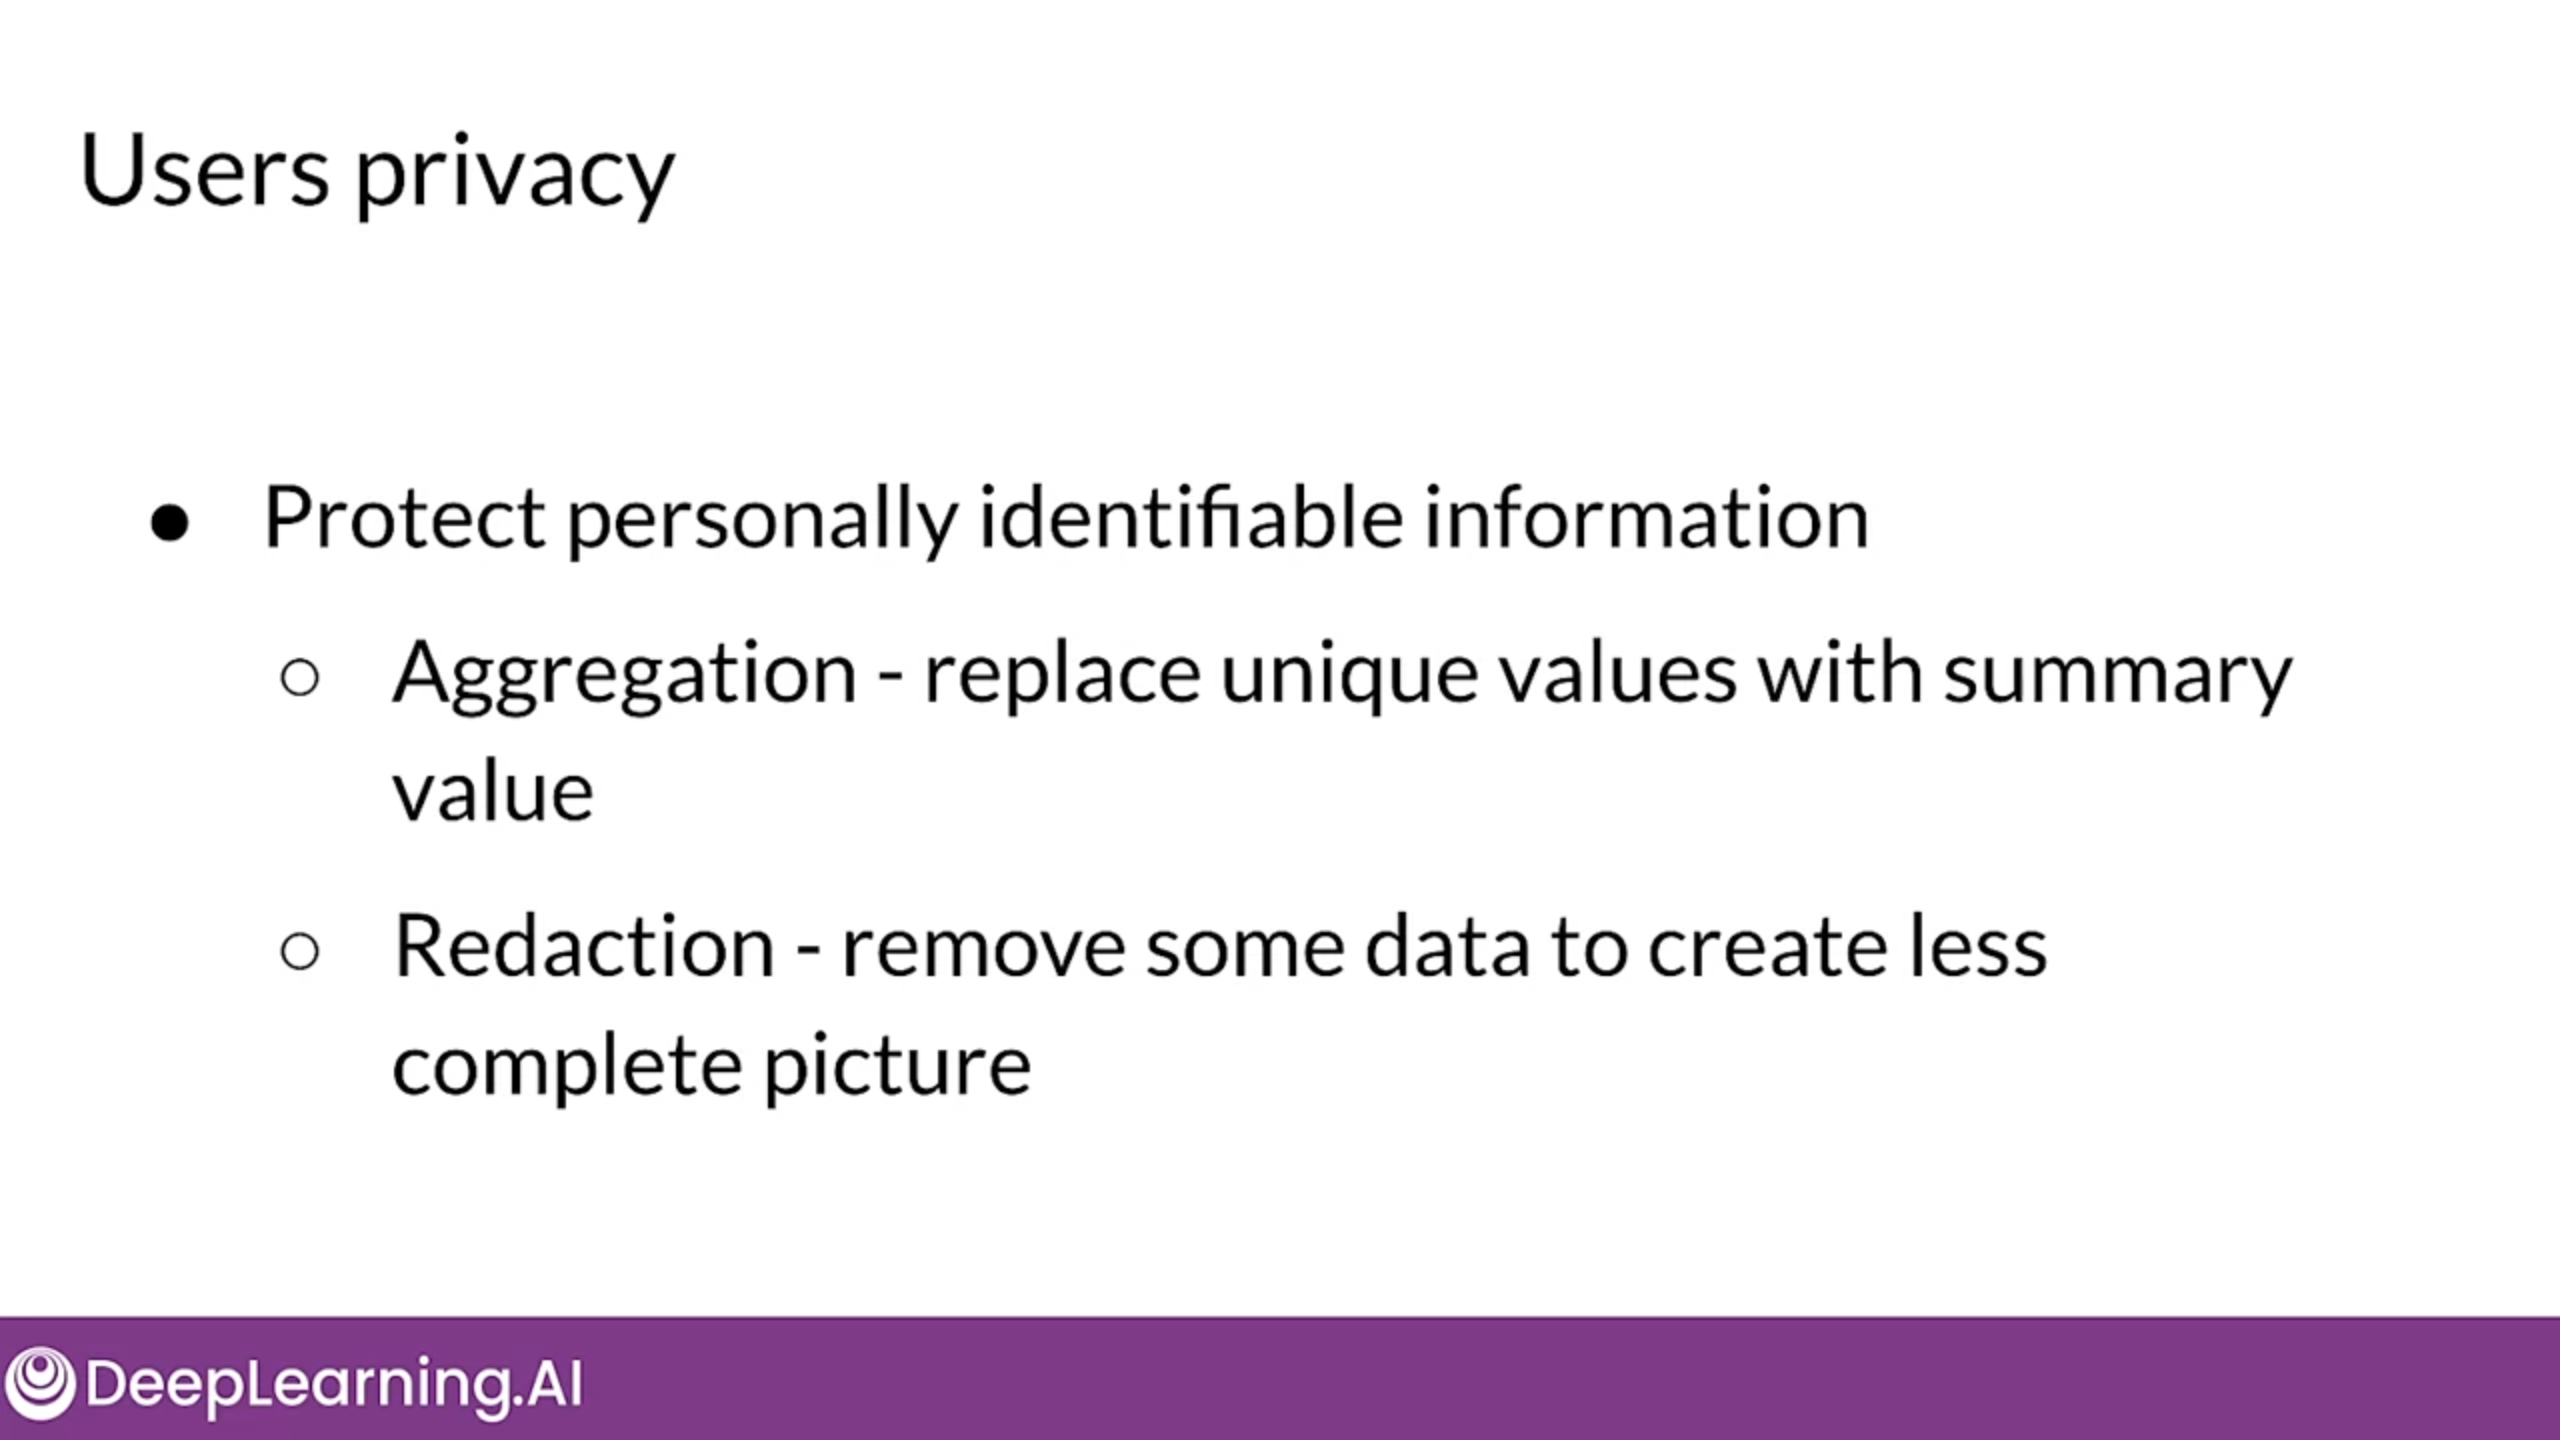 Users privacy
● Protect personally identifiable information
○ Aggregation - replace unique values with summary
value
○ Redaction - remove some data to create less
complete picture
DeepLearning.AI